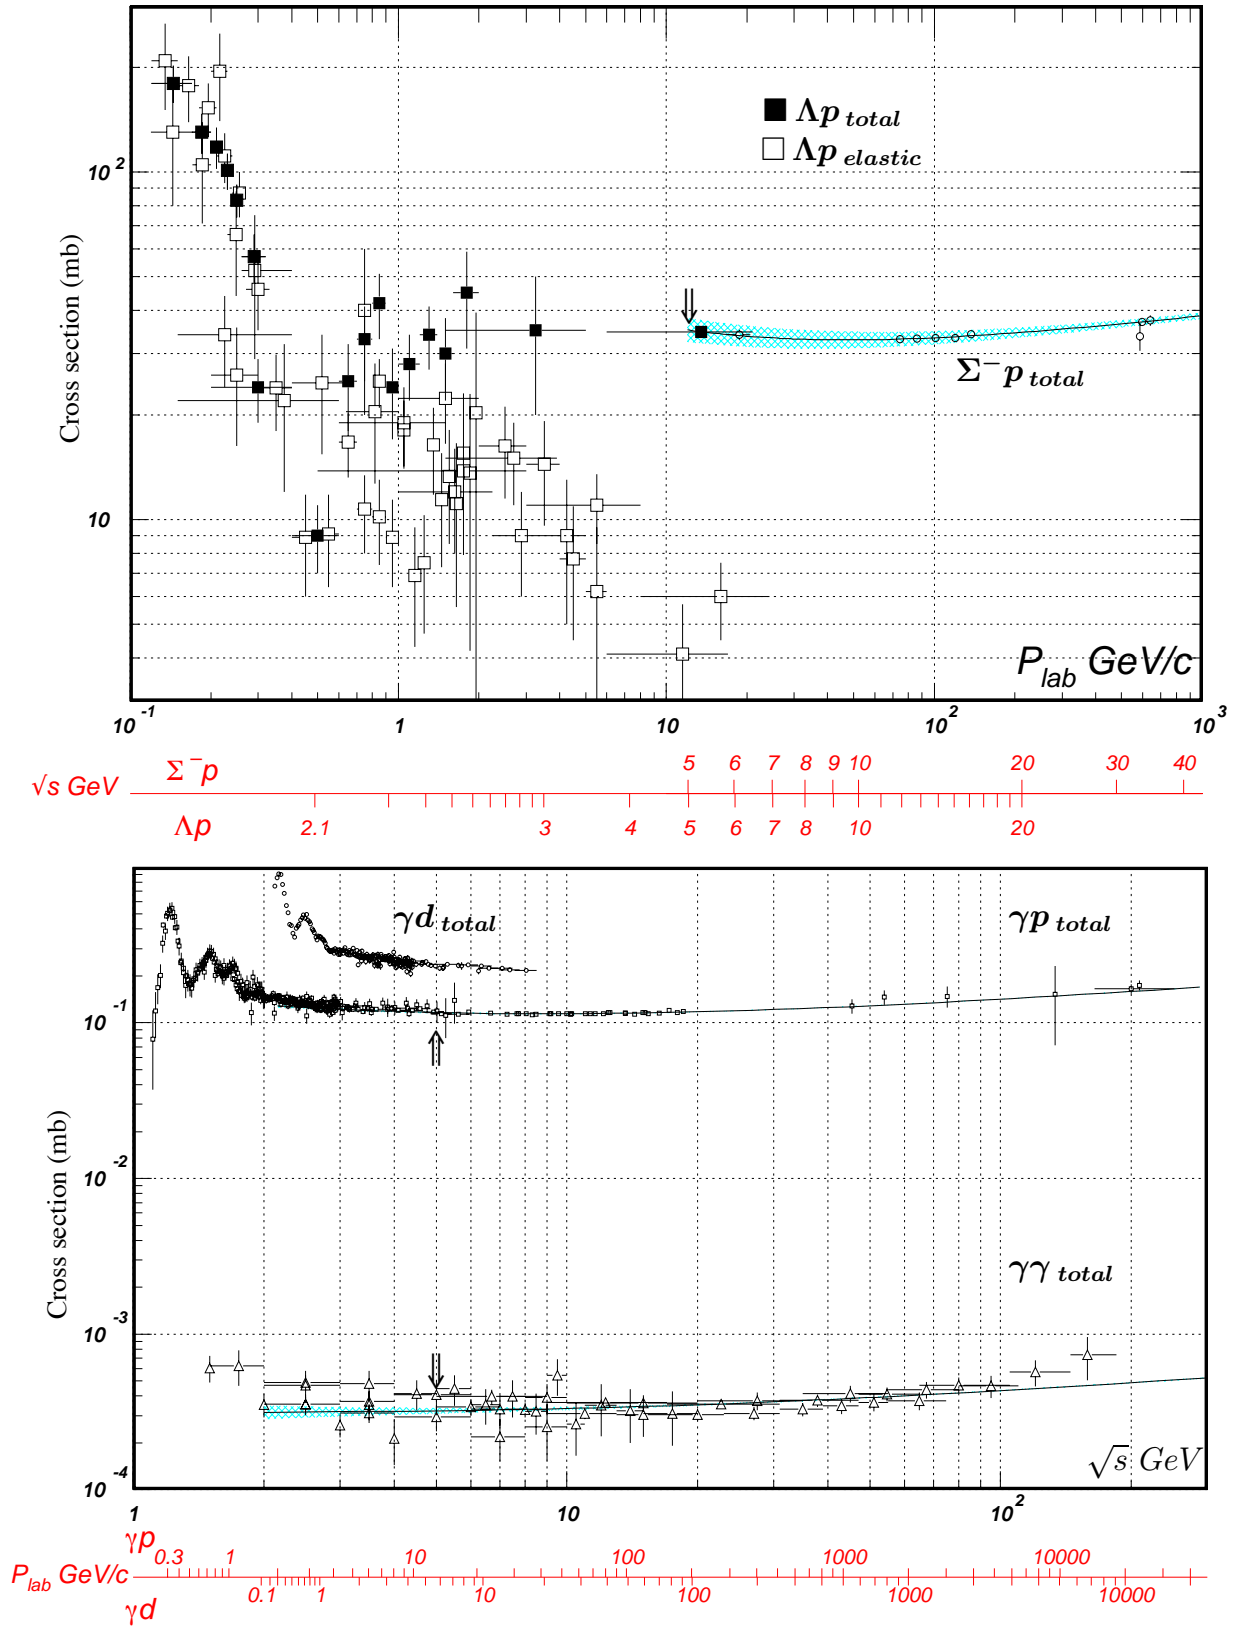 Λp total
Λp elastic
10²
Cross section (mb)
Σ⁻p total
10
P_lab GeV/c
10⁻¹ 1 10 10² 10³
Σ⁻p 5 6 7 8 9 10 20 30 40
√s GeV
Λp 2.1 3 4 5 6 7 8 10 20
γd total γp total
10⁻¹
Cross section (mb)
10⁻²
γγ total
10⁻³
√s GeV
10⁻⁴
1 10 10²
γp 0.3 1 10 100 1000 10000
P_lab GeV/c
γd 0.1 1 10 100 1000 10000